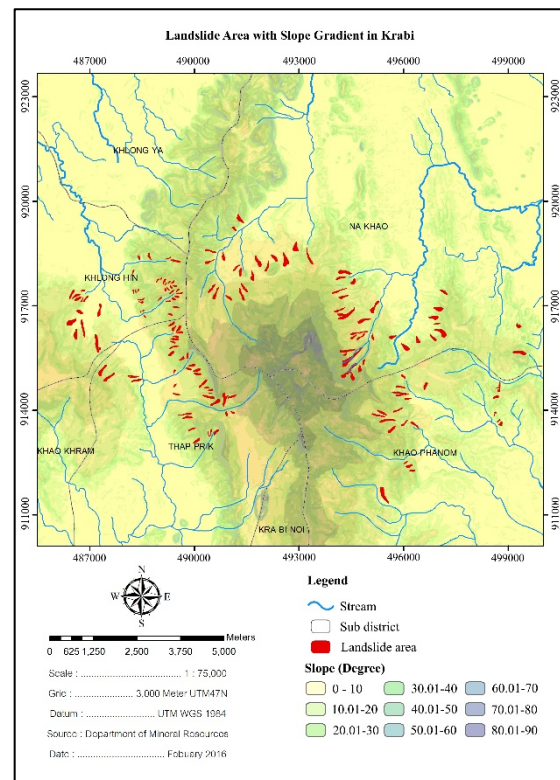 Landslide Area with Slope Gradient in Krabi
487000 490000 493000 496000 499000
923000 923000
KHLONG YA
920000 920000
NA KHAO
KHLONG HIN
917000 917000
914000 914000
KHAO KHRAM THAP PRIK KHAO PHANOM
911000 911000
KRA BI NOI
487000 490000 493000 496000 499000
N
W E
S
Meters
0 625 1,250 2,500 3,750 5,000
Scale : .............................. 1 : 75,000
Grid : .................. 3,000 Meter UTM47N
Datum : ..................... UTM WGS 1984
Source : Department of Mineral Resources
Date : ......................... Febuary 2016
Legend
Stream
Sub district
Landslide area
Slope (Degree)
0 - 10 30.01-40 60.01-70
10.01-20 40.01-50 70.01-80
20.01-30 50.01-60 80.01-90